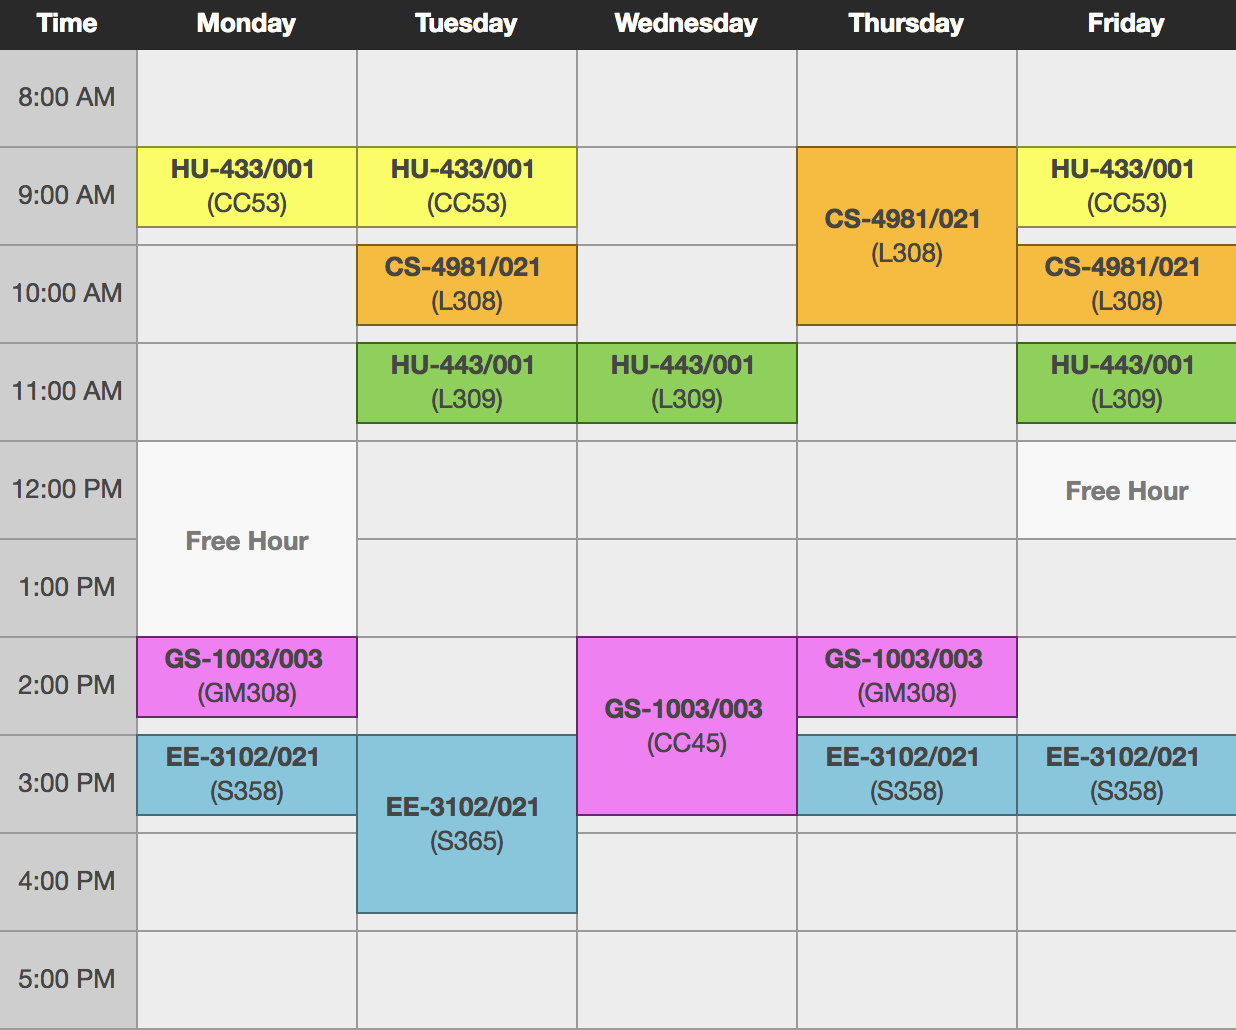 Time Monday Tuesday Wednesday Thursday Friday
8:00 AM
HU-433/001 HU-433/001 HU-433/001
9:00 AM
(CC53) (CC53) (CC53)
CS-4981/021
(L308)
CS-4981/021 CS-4981/021
10:00 AM
(L308) (L308)
HU-443/001 HU-443/001 HU-443/001
11:00 AM
(L309) (L309) (L309)
12:00 PM
Free Hour
Free Hour
1:00 PM
GS-1003/003 GS-1003/003
2:00 PM
(GM308) (GM308)
GS-1003/003
(CC45)
EE-3102/021 EE-3102/021 EE-3102/021
3:00 PM
(S358) (S358) (S358)
EE-3102/021
(S365)
4:00 PM
5:00 PM